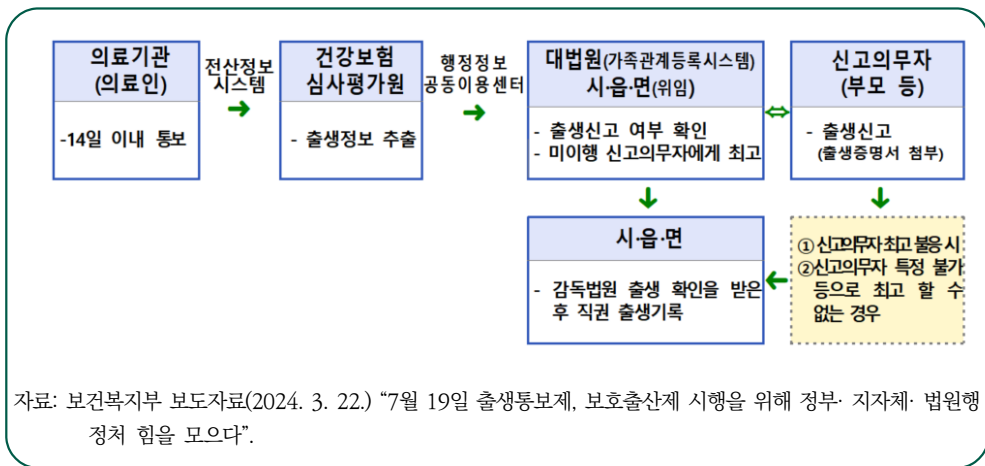 의료기관
(의료인)
-14일 이내 통보
전산정보
시스템
건강보험
심사평가원
- 출생정보 추출
행정정보
공동이용센터
대법원(가족관계등록시스템)
시·읍·면(위임)
- 출생신고 여부 확인
- 미이행 신고의무자에게 최고
신고의무자
(부모 등)
- 출생신고
(출생증명서 첨부)
시·읍·면
- 감독법원 출생 확인을 받은
후 직권 출생기록
① 신고의무자 최고 불응 시
②신고의무자 특정 불가
등으로 최고 할 수
없는 경우
자료: 보건복지부 보도자료(2024. 3. 22.) “7월 19일 출생통보제, 보호출산제 시행을 위해 정부· 지자체· 법원행
정처 힘을 모으다”.